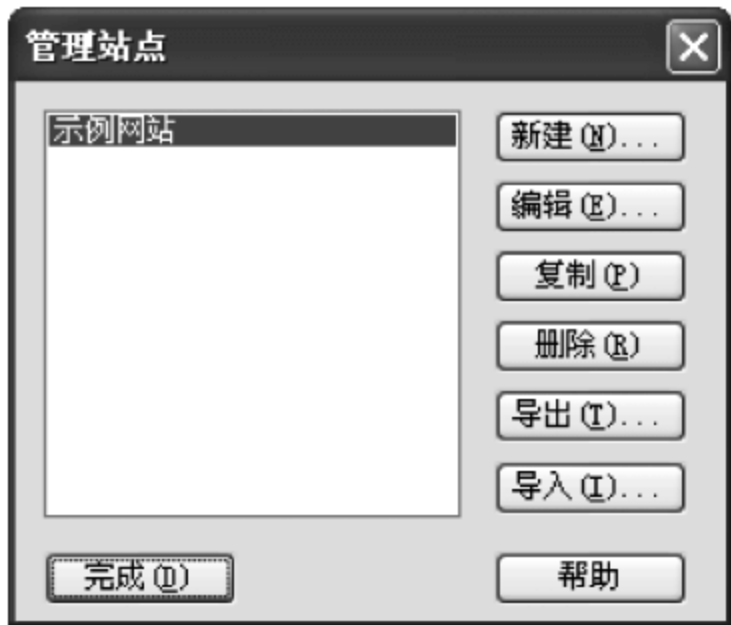 管理站点
示例网站
新建(N)...
编辑(E)...
复制(P)
删除(R)
导出(T)...
导入(I)...
完成(D)
帮助